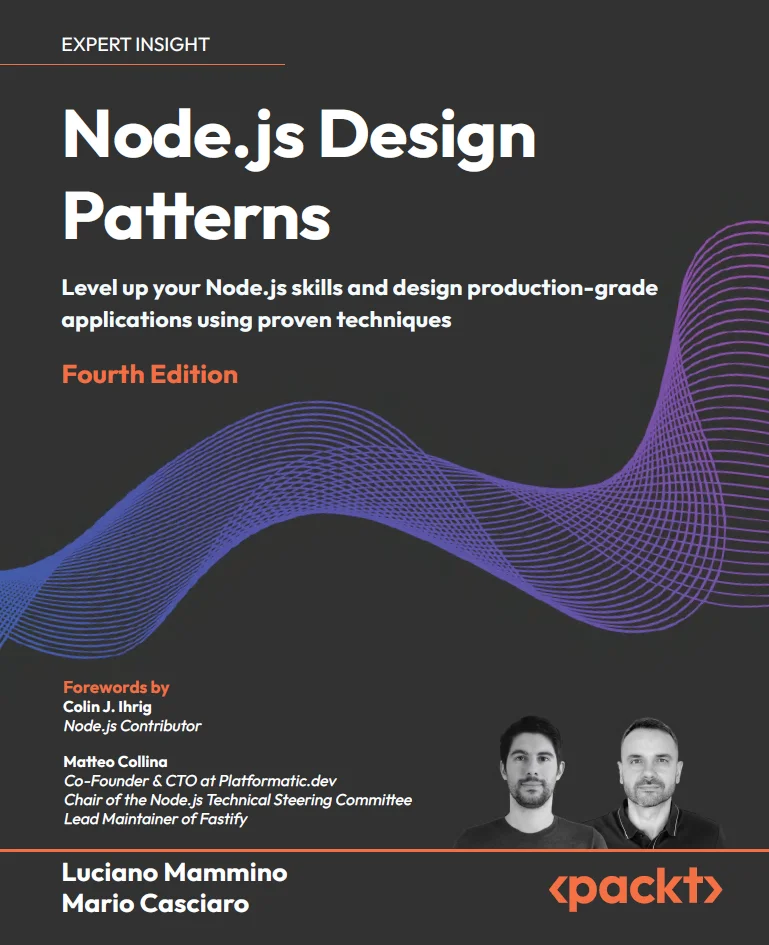 EXPERT INSIGHT
Node.js Design
Patterns
Level up your Node.js skills and design production-grade
applications using proven techniques
Fourth Edition
Forewords by
Colin J. Ihrig
Node.js Contributor
Matteo Collina
Co-Founder & CTO at Platformatic.dev
Chair of the Node.js Technical Steering Committee
Lead Maintainer of Fastify
Luciano Mammino
Mario Casciaro
<packt>